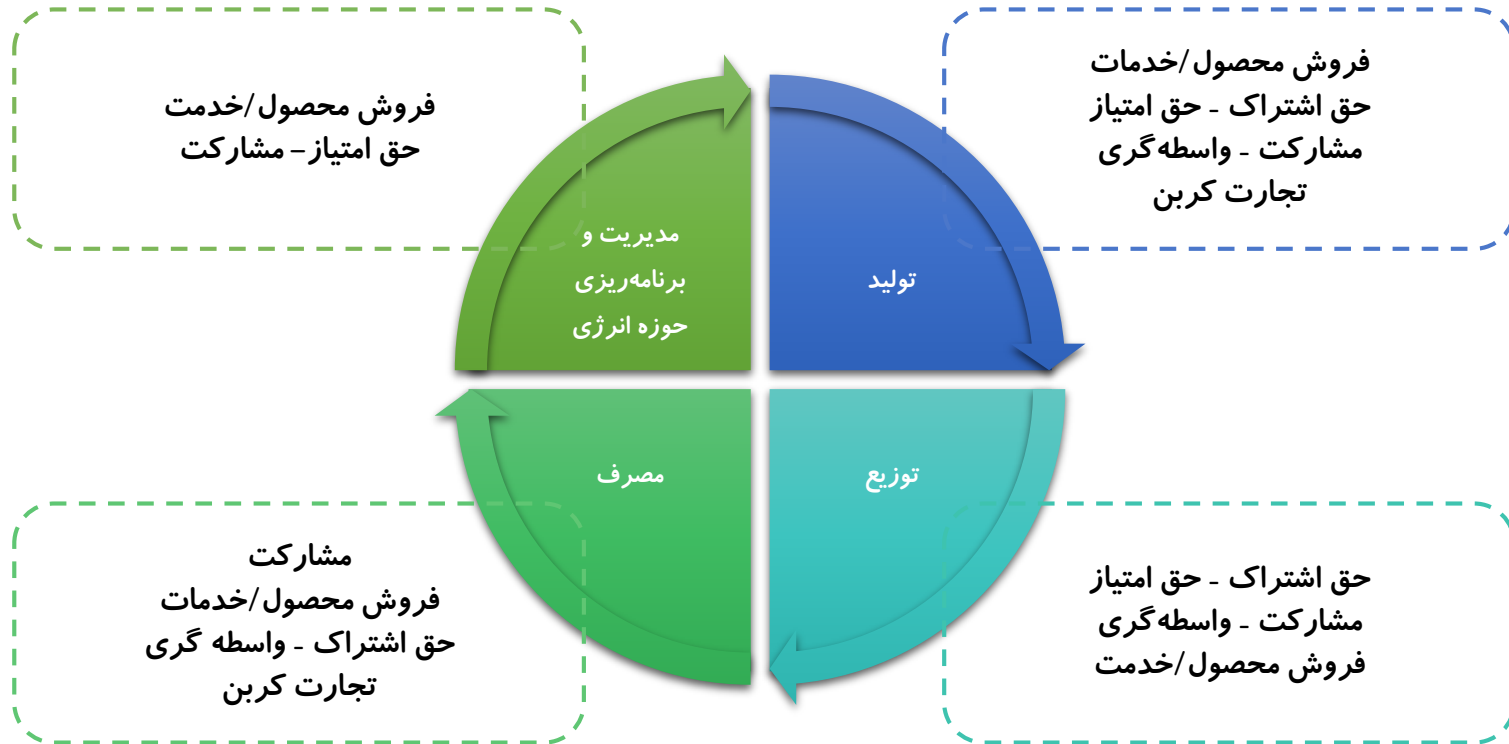 فروش محصول/خدمات
حق اشتراک - حق امتیاز
مشارکت - واسطه‌گری
تجارت کربن
فروش محصول/خدمت
حق امتیاز– مشارکت
مدیریت و
برنامه‌ریزی
حوزه انرژی
تولید
توزیع
مصرف
حق اشتراک - حق امتیاز
مشارکت - واسطه‌گری
فروش محصول/خدمت
مشارکت
فروش محصول/خدمات
حق اشتراک - واسطه گری
تجارت کربن